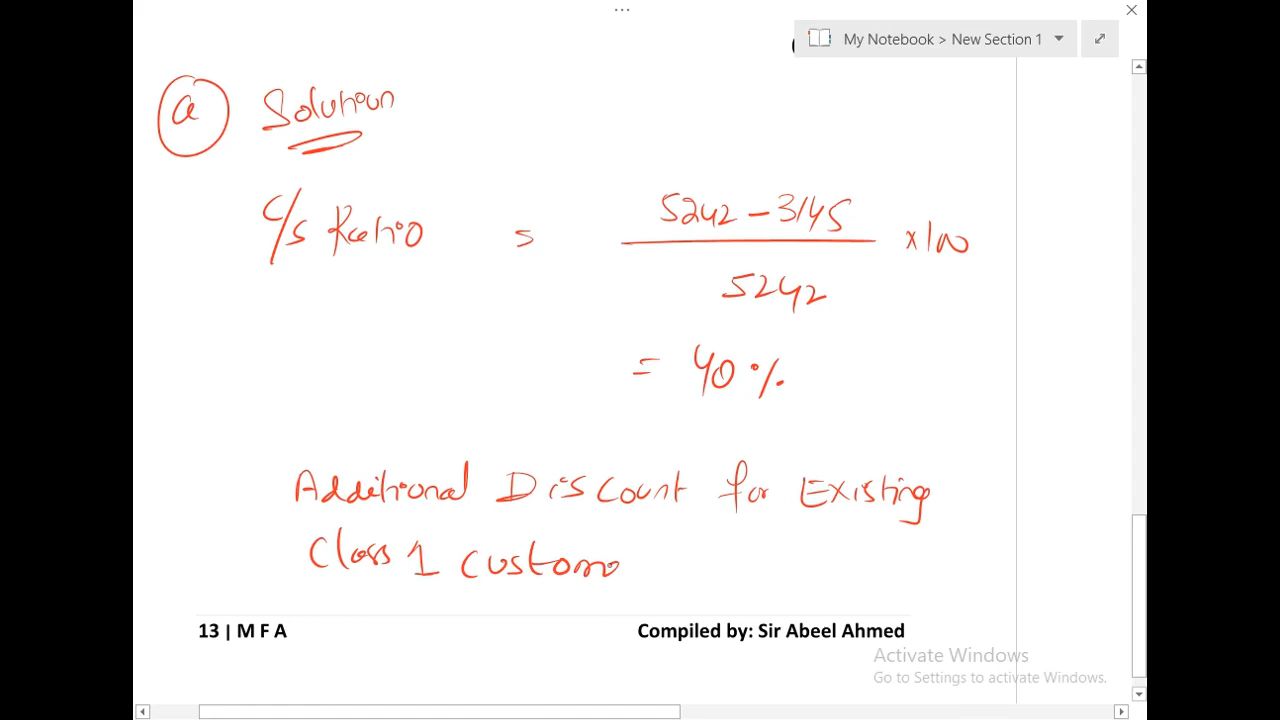 My Notebook > New Section 1
a Solution
C/S Ratio = 5242 - 3145
x100
5242
= 40%
Additional Discount for Existing
Class 1 Custome
13 | M F A
Compiled by: Sir Abeel Ahmed
Activate Windows
Go to Settings to activate Windows.